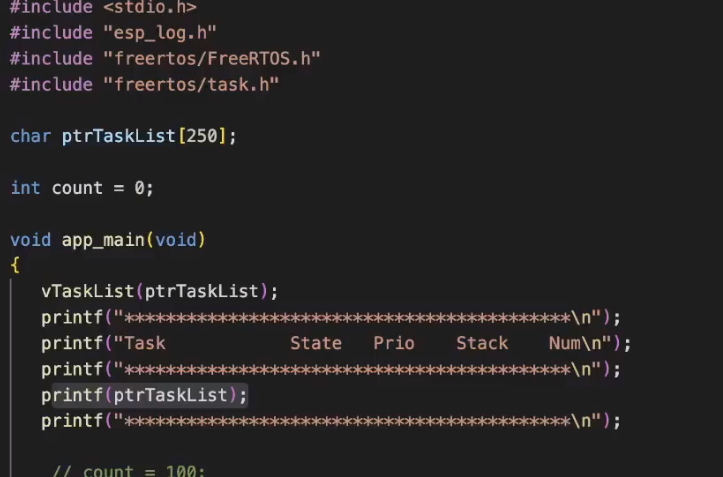 #include <stdio.h>
#include "esp_log.h"
#include "freertos/FreeRTOS.h"
#include "freertos/task.h"
char ptrTaskList[250];
int count = 0;
void app_main(void)
{
vTaskList(ptrTaskList);
printf("*******************************************\n");
printf("Task            State   Prio    Stack    Num\n");
printf("*******************************************\n");
printf(ptrTaskList);
printf("*******************************************\n");
// count = 100;